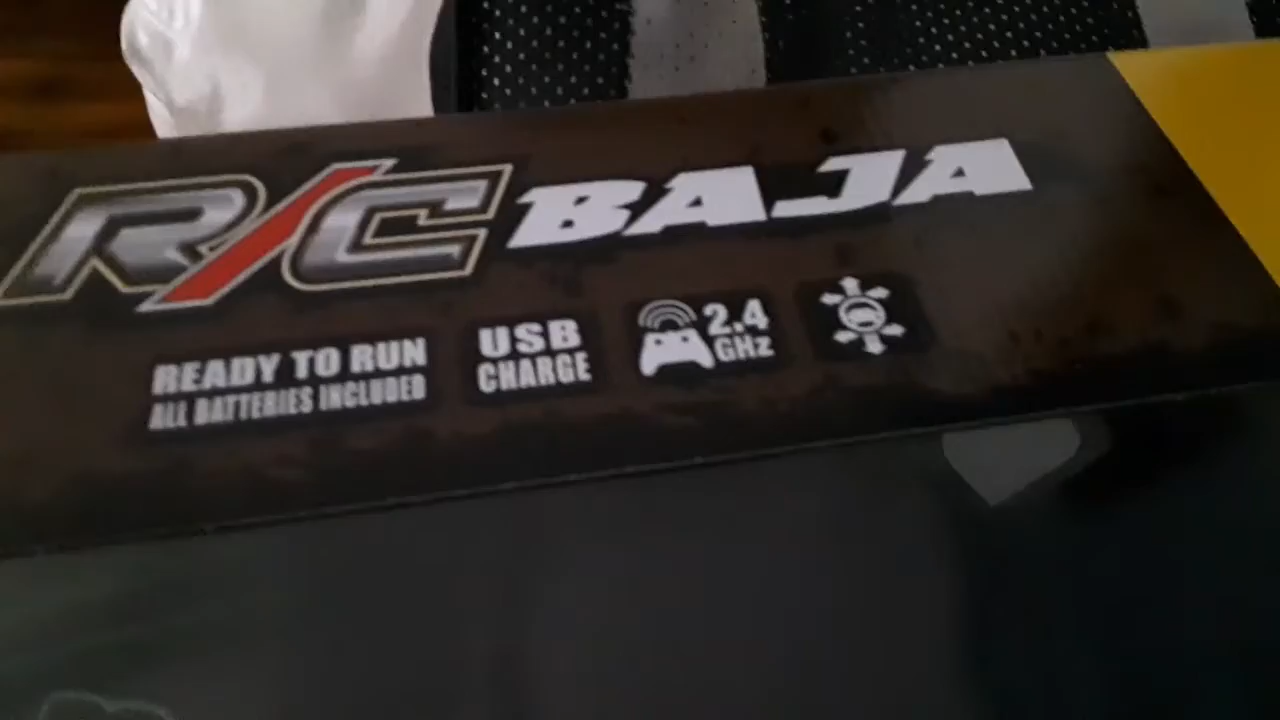 R/C BAJA
READY TO RUN
ALL BATTERIES INCLUDED
USB
CHARGE
2.4
GHz